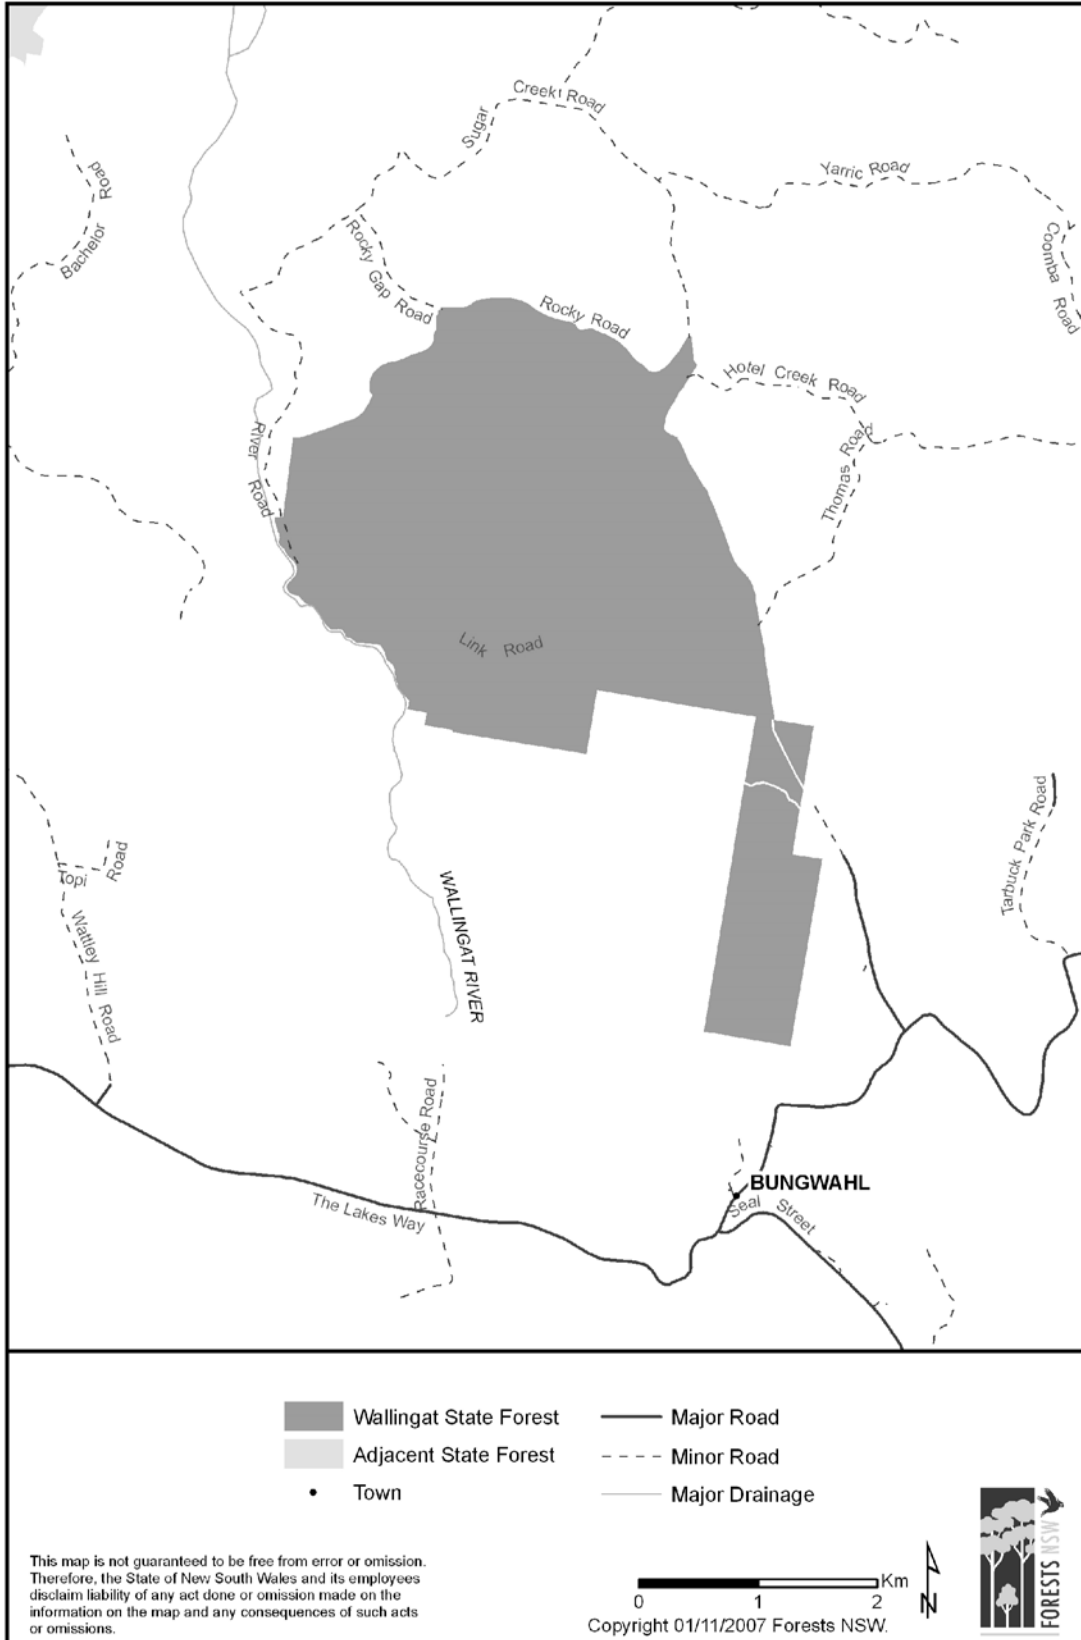 Creek Road
Sugar
Yarric Road
Bachelor Road
Coomba Road
Rocky Gap Road
Rocky Road
Hotel Creek Road
River Road
Thomas Road
Link Road
Tarbuck Park Road
Topi Road
Wattley Hill Road
WALLINGAT RIVER
Racecourse Road
BUNGWAHL
Seal Street
The Lakes Way
Wallingat State Forest
Adjacent State Forest
Town
Major Road
Minor Road
Major Drainage
This map is not guaranteed to be free from error or omission.
Therefore, the State of New South Wales and its employees
disclaim liability of any act done or omission made on the
information on the map and any consequences of such acts
or omissions.
Km
0 1 2
N
Copyright 01/11/2007 Forests NSW.
FORESTS NSW